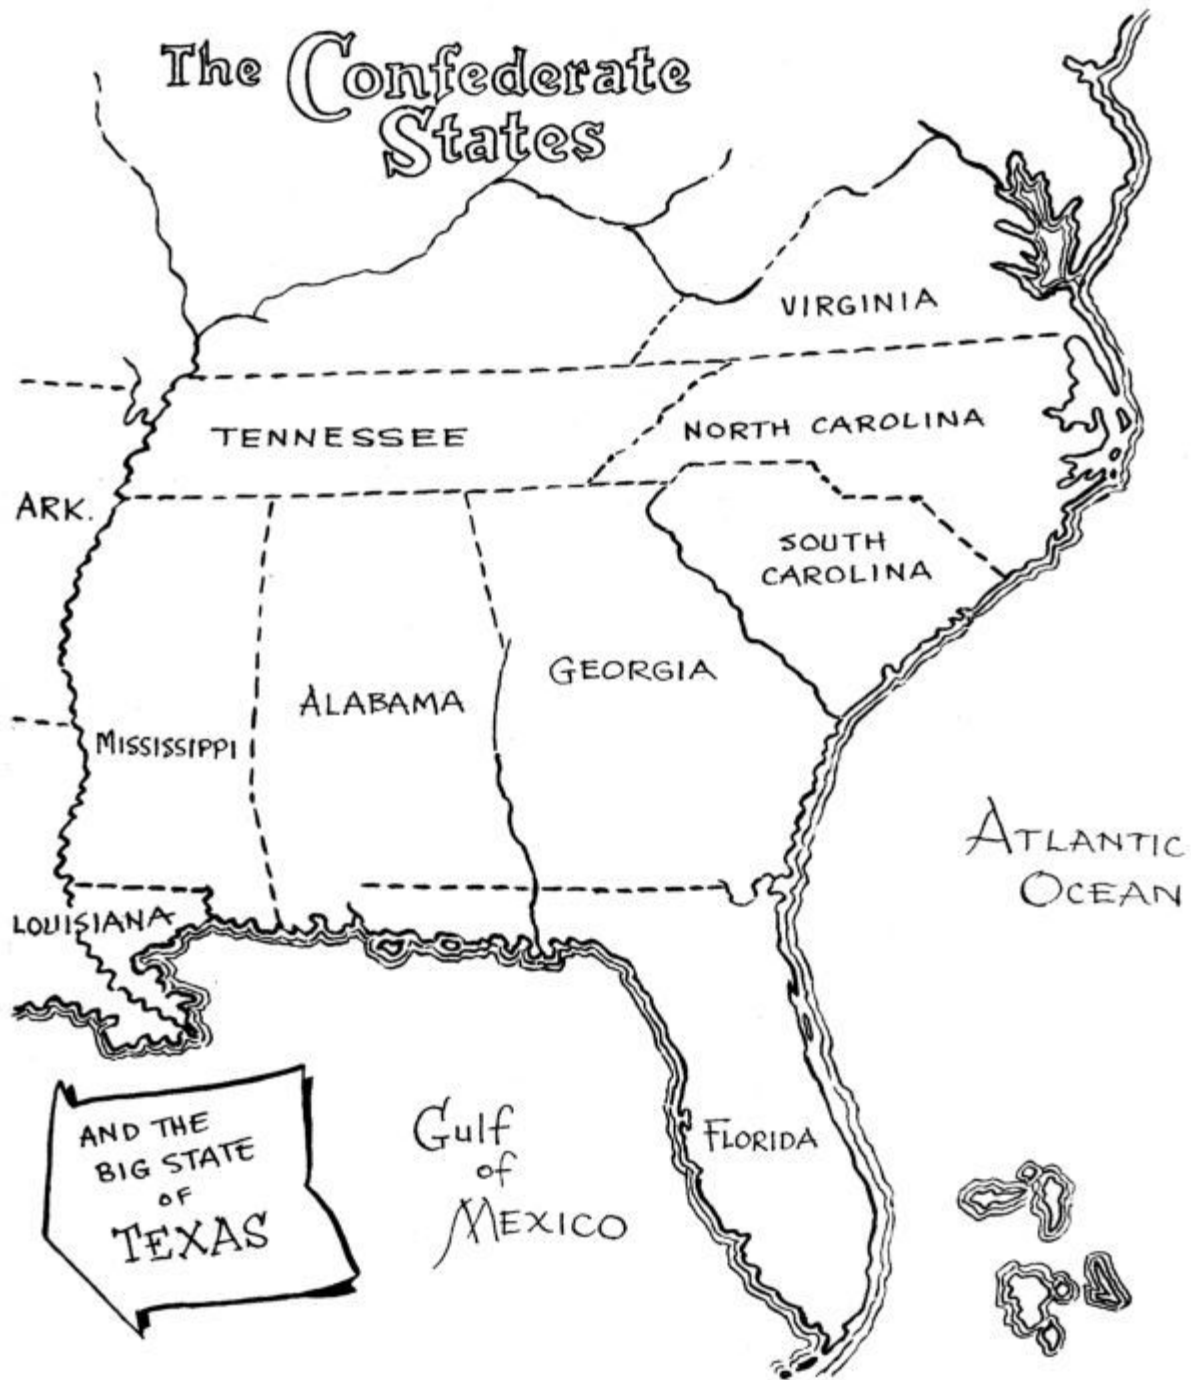 The Confederate
States
VIRGINIA
TENNESSEE
NORTH CAROLINA
ARK.
SOUTH
CAROLINA
GEORGIA
ALABAMA
MISSISSIPPI
ATLANTIC
OCEAN
LOUISIANA
AND THE
BIG STATE
OF
TEXAS
Gulf
of
MEXICO
FLORIDA